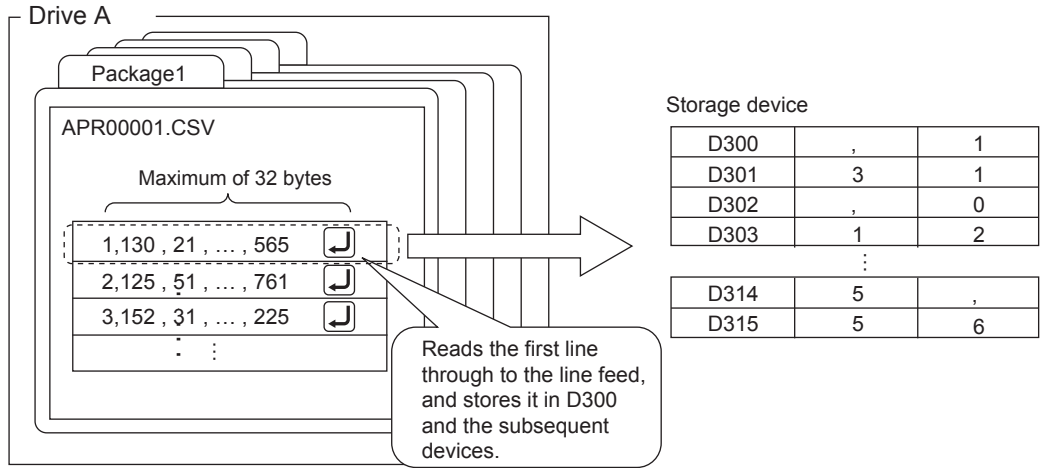 Drive A
Package1
APR00001.CSV
Maximum of 32 bytes
1,130 , 21 , … , 565
2,125 , 51 , … , 761
3,152 , 31 , … , 225
⋮
Reads the first line
through to the line feed,
and stores it in D300
and the subsequent
devices.
Storage device
D300 , 1
D301 3 1
D302 , 0
D303 1 2
⋮
D314 5 ,
D315 5 6